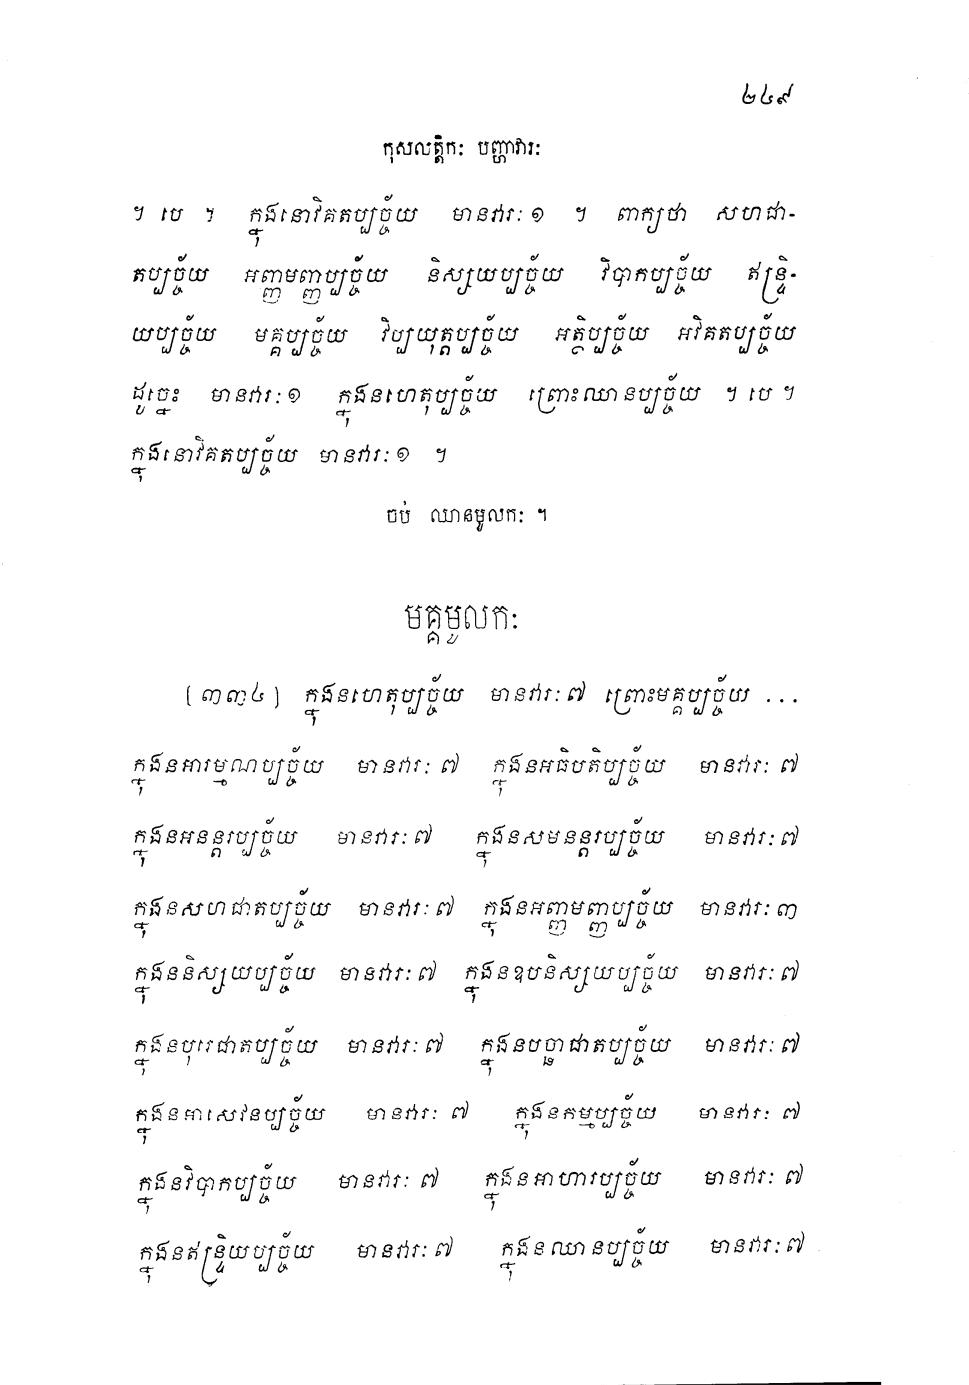 ២៤៩
កុសលត្តិកៈ បញ្ហាវារៈ
។ បេ ។ ក្នុងនោវិគតប្បច្ច័យ មានវារៈ ១ ។ ពាក្យថា សហជា-
តប្បច្ច័យ អញ្ញមញ្ញប្បច្ច័យ និស្សយប្បច្ច័យ វិបាកប្បច្ច័យ ឥន្ទ្រិ-
យប្បច្ច័យ មគ្គប្បច្ច័យ វិប្បយុត្តប្បច្ច័យ អត្ថិប្បច្ច័យ អវិគតប្បច្ច័យ
ដូច្នេះ មានវារៈ ១ ក្នុងនហេតុប្បច្ច័យ ព្រោះឈានប្បច្ច័យ ។ បេ ។
ក្នុងនោវិគតប្បច្ច័យ មានវារៈ ១ ។
ចប់ ឈានមូលកៈ ។
មគ្គមូលកៈ
(៣៣៤) ក្នុងនហេតុប្បច្ច័យ មានវារៈ ៧ ព្រោះមគ្គប្បច្ច័យ ...
ក្នុងនអារម្មណប្បច្ច័យ មានវារៈ ៧ ក្នុងនអធិបតិប្បច្ច័យ មានវារៈ ៧
ក្នុងនអនន្តរប្បច្ច័យ មានវារៈ ៧ ក្នុងនសមនន្តរប្បច្ច័យ មានវារៈ ៧
ក្នុងនសហជាតប្បច្ច័យ មានវារៈ ៧ ក្នុងនអញ្ញមញ្ញប្បច្ច័យ មានវារៈ ៣
ក្នុងននិស្សយប្បច្ច័យ មានវារៈ ៧ ក្នុងនឧបនិស្សយប្បច្ច័យ មានវារៈ ៧
ក្នុងនបុរេជាតប្បច្ច័យ មានវារៈ ៧ ក្នុងនបច្ឆាជាតប្បច្ច័យ មានវារៈ ៧
ក្នុងនអាសេវនប្បច្ច័យ មានវារៈ ៧ ក្នុងនកម្មប្បច្ច័យ មានវារៈ ៧
ក្នុងនវិបាកប្បច្ច័យ មានវារៈ ៧ ក្នុងនអាហារប្បច្ច័យ មានវារៈ ៧
ក្នុងនឥន្ទ្រិយប្បច្ច័យ មានវារៈ ៧ ក្នុងនឈានប្បច្ច័យ មានវារៈ ៧